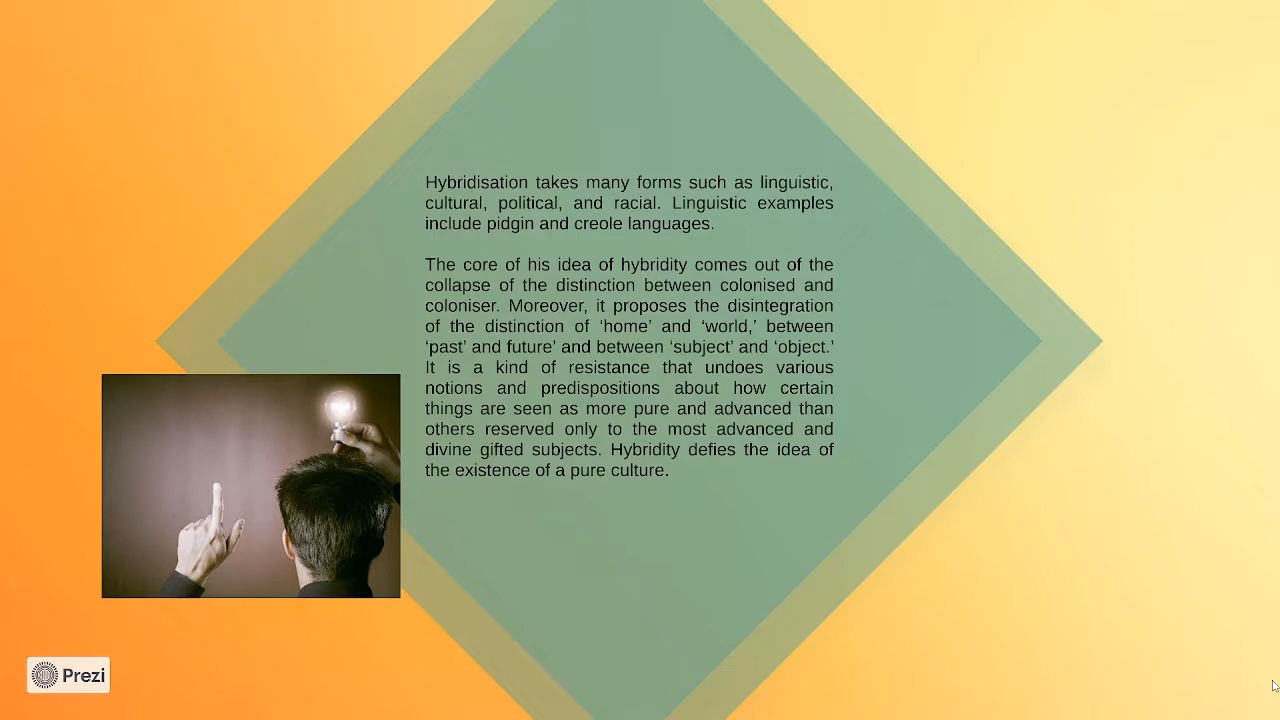 Hybridisation takes many forms such as linguistic,
cultural, political, and racial. Linguistic examples
include pidgin and creole languages.
The core of his idea of hybridity comes out of the
collapse of the distinction between colonised and
coloniser. Moreover, it proposes the disintegration
of the distinction of ‘home’ and ‘world,’ between
‘past’ and future’ and between ‘subject’ and ‘object.’
It is a kind of resistance that undoes various
notions and predispositions about how certain
things are seen as more pure and advanced than
others reserved only to the most advanced and
divine gifted subjects. Hybridity defies the idea of
the existence of a pure culture.
Prezi